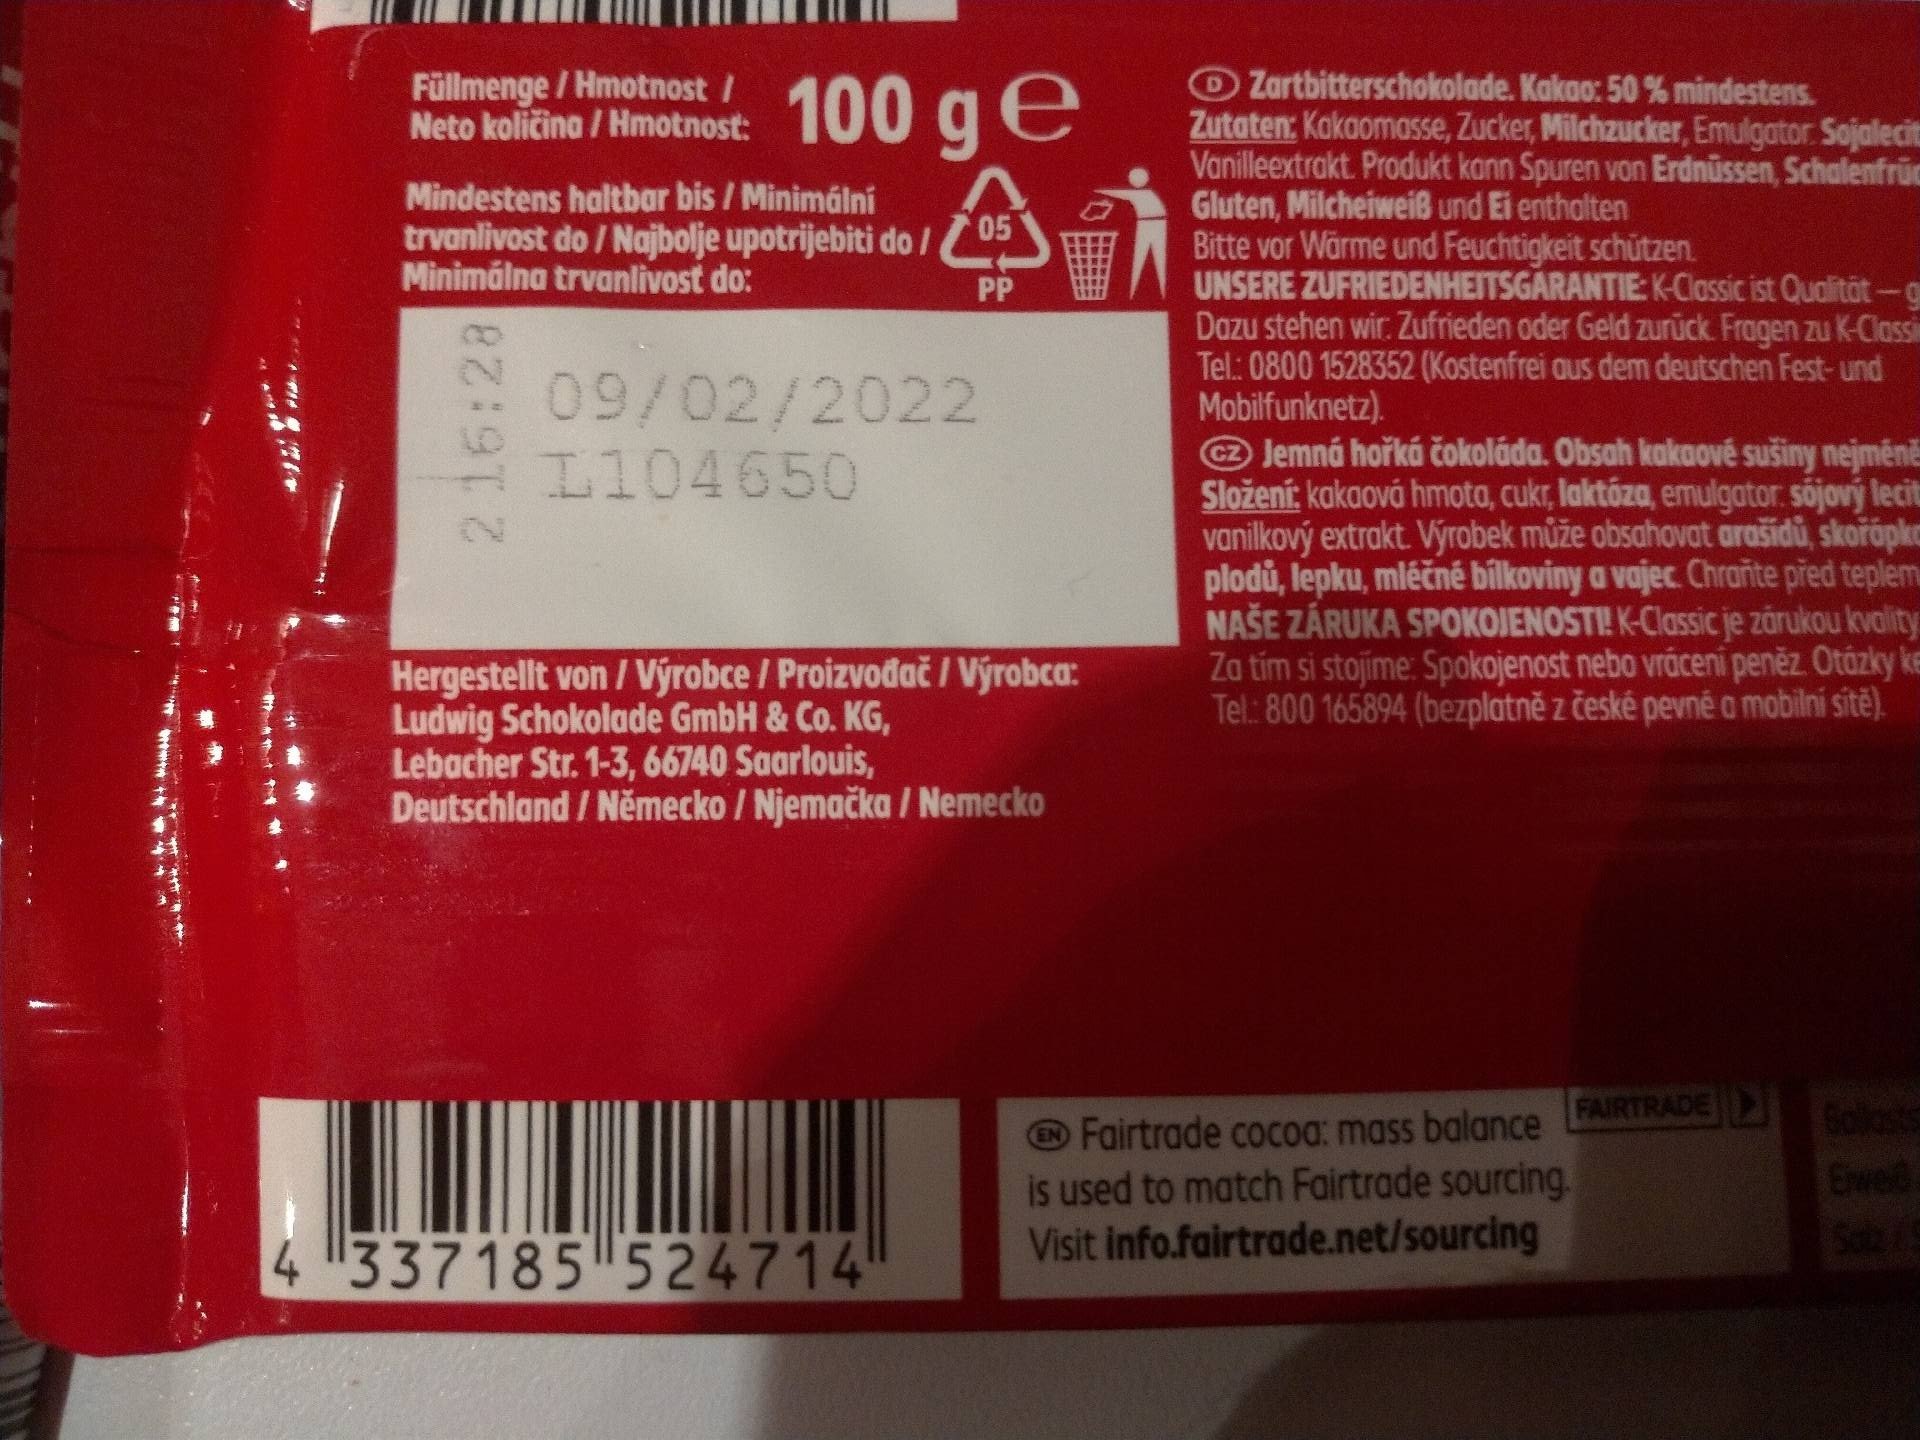 Füllmenge / Hmotnost /
Neto količina / Hmotnosť:
100 g e
Mindestens haltbar bis / Minimální
trvanlivost do / Najbolje upotrijebiti do /
Minimálna trvanlivosť do:
05
PP
2 16:28
09/02/2022
L104650
Hergestellt von / Výrobce / Proizvođač / Výrobca:
Ludwig Schokolade GmbH & Co. KG,
Lebacher Str. 1-3, 66740 Saarlouis,
Deutschland / Německo / Njemačka / Nemecko
D Zartbitterschokolade. Kakao: 50 % mindestens.
Zutaten: Kakaomasse, Zucker, Milchzucker, Emulgator: Sojalecit
Vanilleextrakt. Produkt kann Spuren von Erdnüssen, Schalenfrüc
Gluten, Milcheiweiß und Ei enthalten
Bitte vor Wärme und Feuchtigkeit schützen.
UNSERE ZUFRIEDENHEITSGARANTIE: K-Classic ist Qualität – g
Dazu stehen wir: Zufrieden oder Geld zurück. Fragen zu K-Classi
Tel.: 0800 1528352 (Kostenfrei aus dem deutschen Fest- und
Mobilfunknetz).
CZ Jemná hořká čokoláda. Obsah kakaové sušiny nejméně
Složení: kakaová hmota, cukr, laktóza, emulgátor: sójový lecit
vanilkový extrakt. Výrobek může obsahovat arašídů, skořápko
plodů, lepku, mléčné bílkoviny a vajec. Chraňte před teplem
NAŠE ZÁRUKA SPOKOJENOSTI! K-Classic je zárukou kvality
Za tím si stojíme: Spokojenost nebo vrácení peněz. Otázky ke
Tel.: 800 165894 (bezplatně z české pevné a mobilní sítě).
4 337185 524714
EN Fairtrade cocoa: mass balance
is used to match Fairtrade sourcing.
Visit info.fairtrade.net/sourcing
FAIRTRADE
Ballasts
Eiweiß
Salz / S